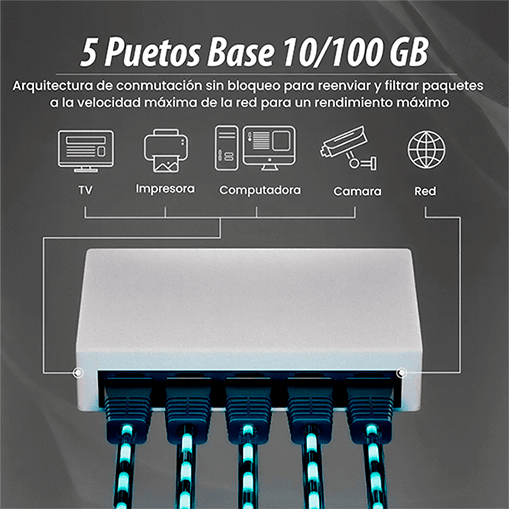 5 Puetos Base 10/100 GB
Arquitectura de conmutación sin bloqueo para reenviar y filtrar paquetes
a la velocidad máxima de la red para un rendimiento máximo
TV Impresora Computadora Camara Red